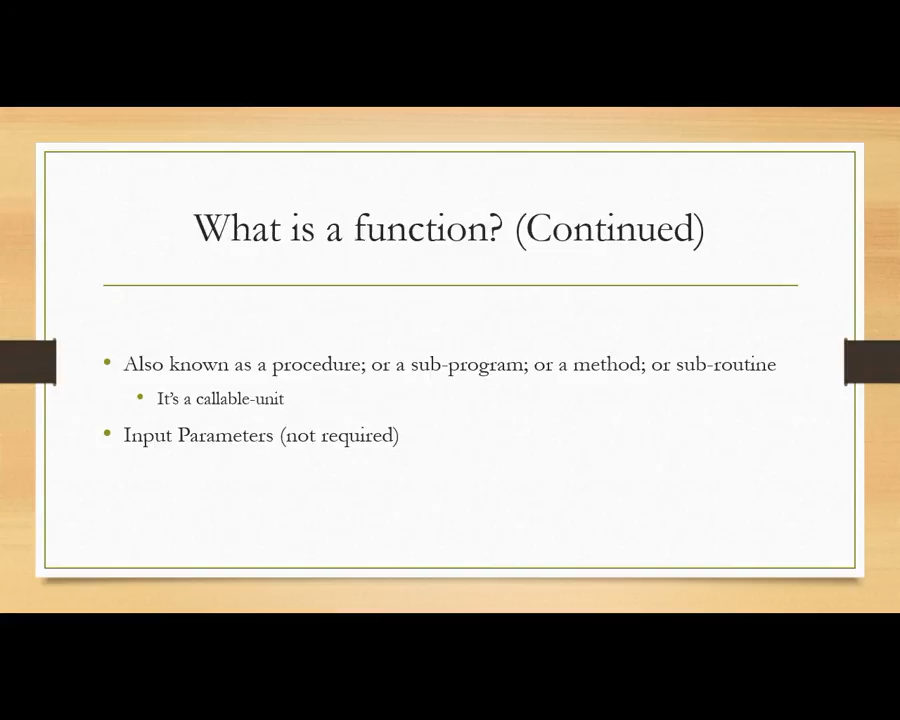 What is a function? (Continued)
Also known as a procedure; or a sub-program; or a method; or sub-routine
It's a callable-unit
Input Parameters (not required)